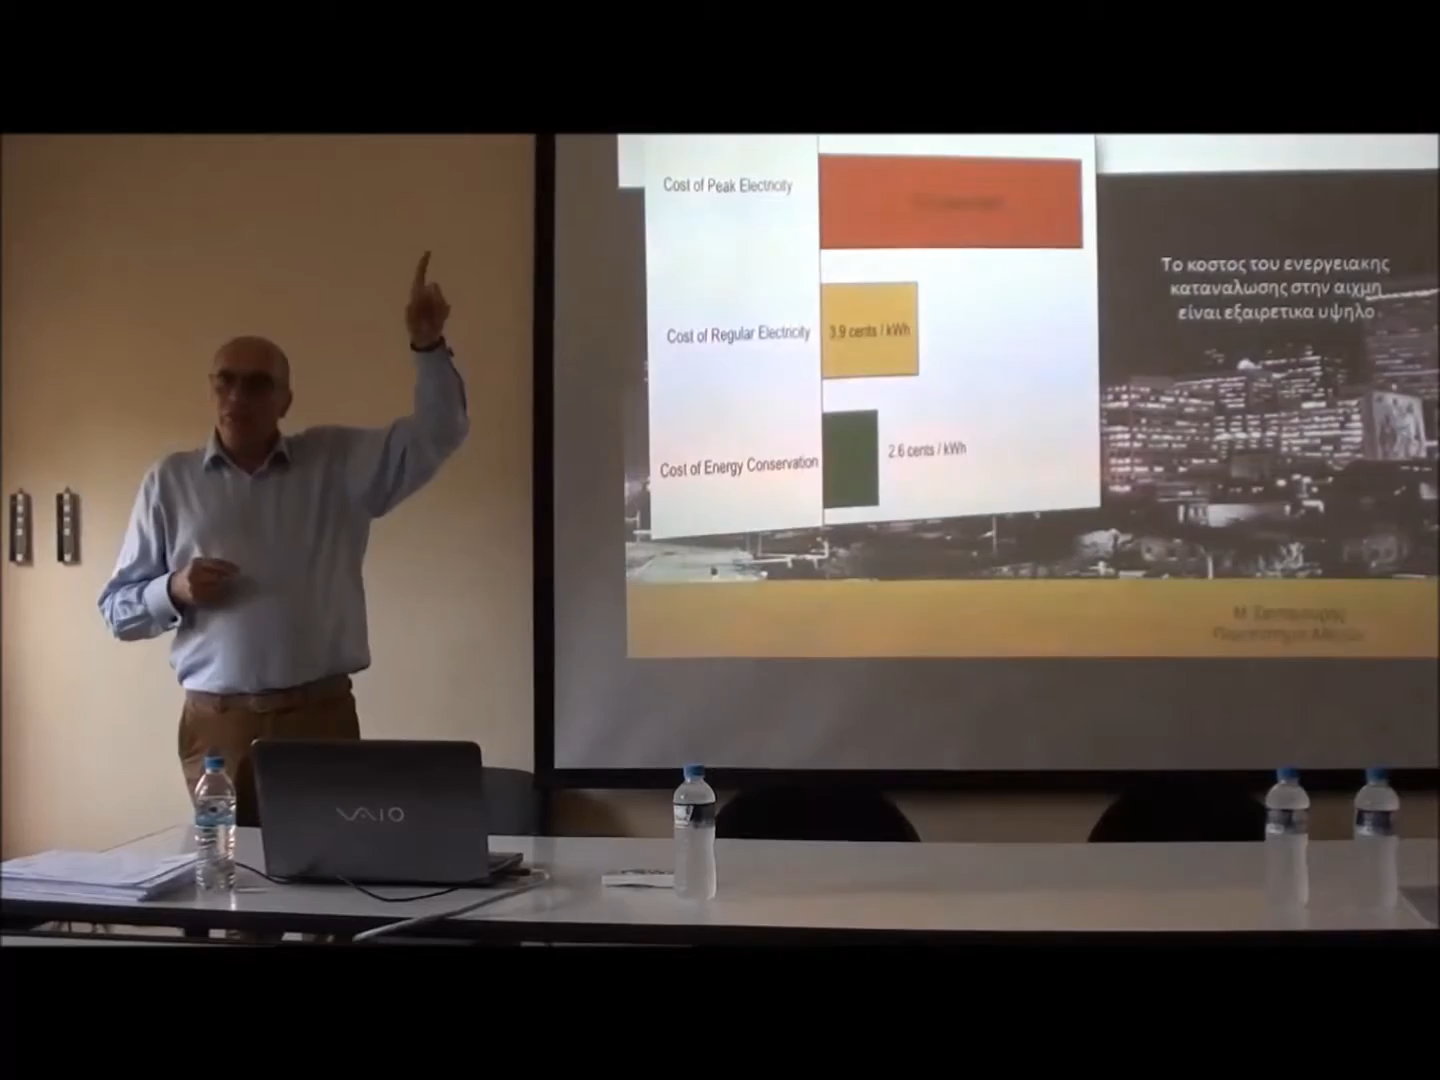 Cost of Peak Electricity
Cost of Regular Electricity
3.9 cents / kWh
Cost of Energy Conservation
2.6 cents / kWh
Το κοστος του ενεργειακης
καταναλωσης στην αιχμη
είναι εξαιρετικα υψηλο
VAIO